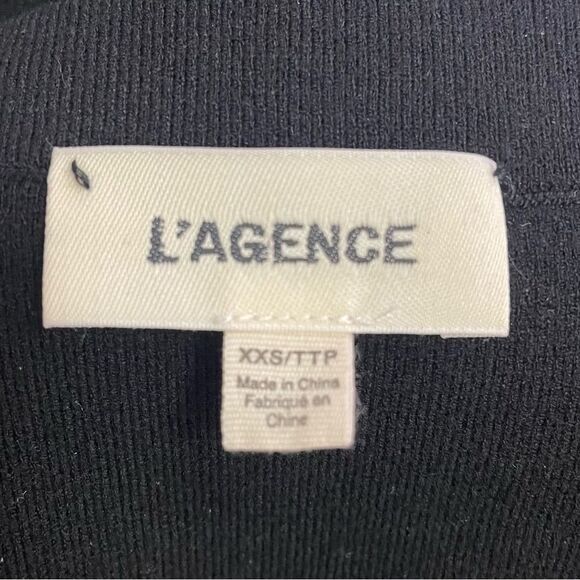 L'AGENCE
XXS/TTP
Made in China
Fabriqué en
Chine